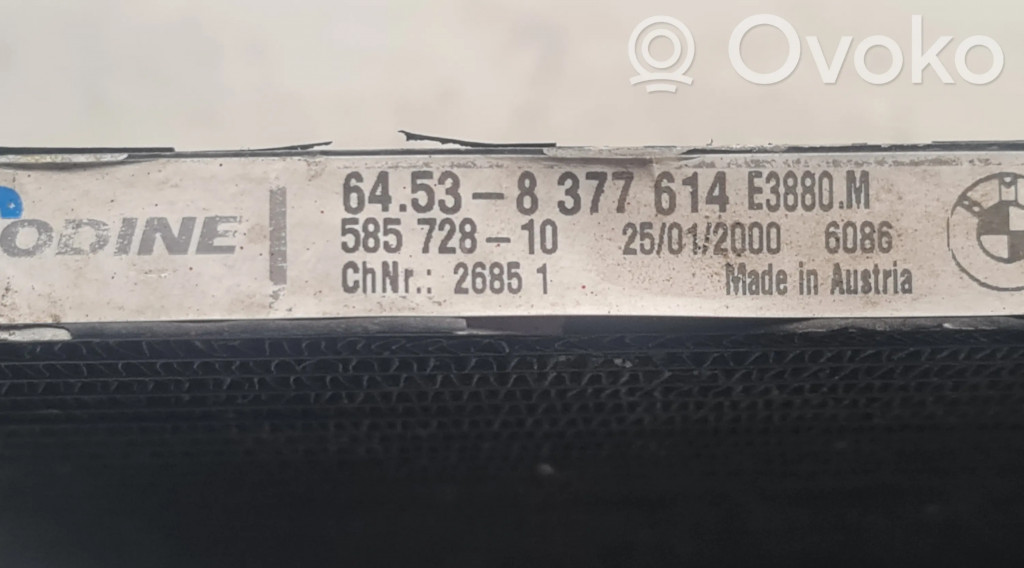 Ovoko
64.53-8 377 614 E3880.M
ODINE 585 728-10 25/01/2000 6086
ChNr.: 2685 1 Made in Austria